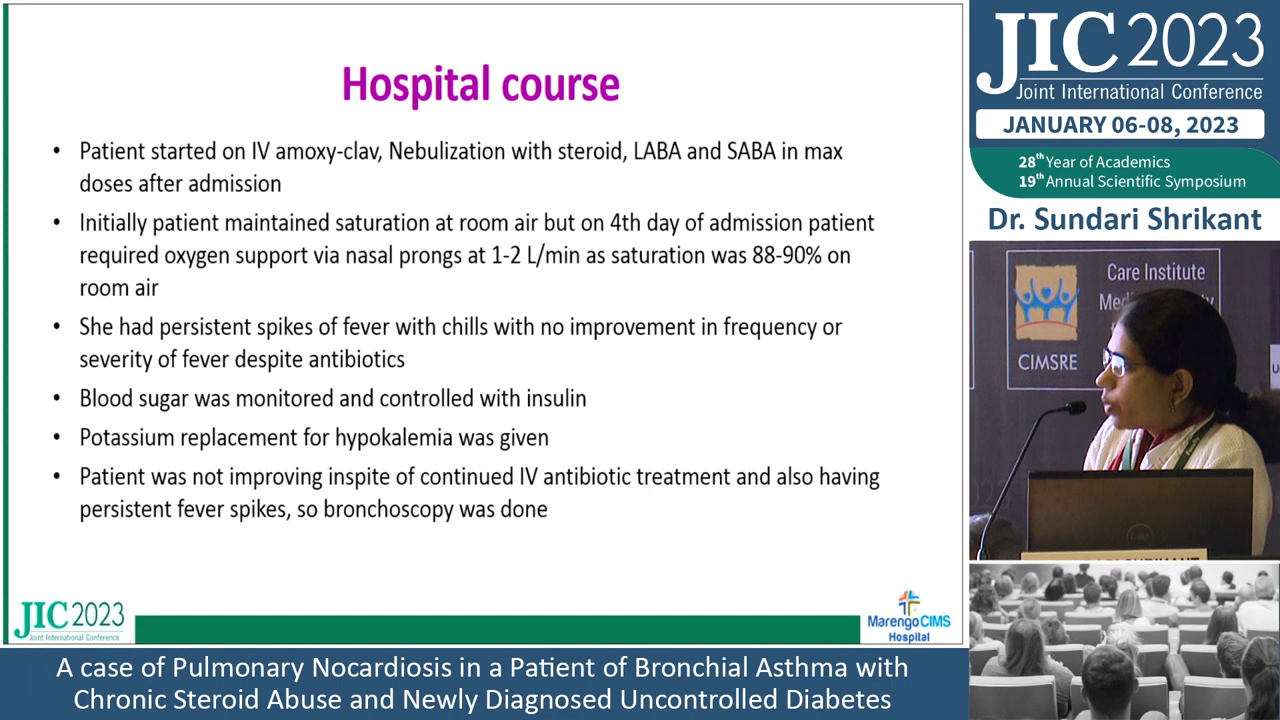 Hospital course
• Patient started on IV amoxy-clav, Nebulization with steroid, LABA and SABA in max
doses after admission
• Initially patient maintained saturation at room air but on 4th day of admission patient
required oxygen support via nasal prongs at 1-2 L/min as saturation was 88-90% on
room air
• She had persistent spikes of fever with chills with no improvement in frequency or
severity of fever despite antibiotics
• Blood sugar was monitored and controlled with insulin
• Potassium replacement for hypokalemia was given
• Patient was not improving inspite of continued IV antibiotic treatment and also having
persistent fever spikes, so bronchoscopy was done
JIC 2023
Joint International Conference
Marengo CIMS
Hospital
A case of Pulmonary Nocardiosis in a Patient of Bronchial Asthma with
Chronic Steroid Abuse and Newly Diagnosed Uncontrolled Diabetes
JIC 2023
Joint International Conference
JANUARY 06-08, 2023
28th Year of Academics
19th Annual Scientific Symposium
Dr. Sundari Shrikant
Care Institute
CIMSRE